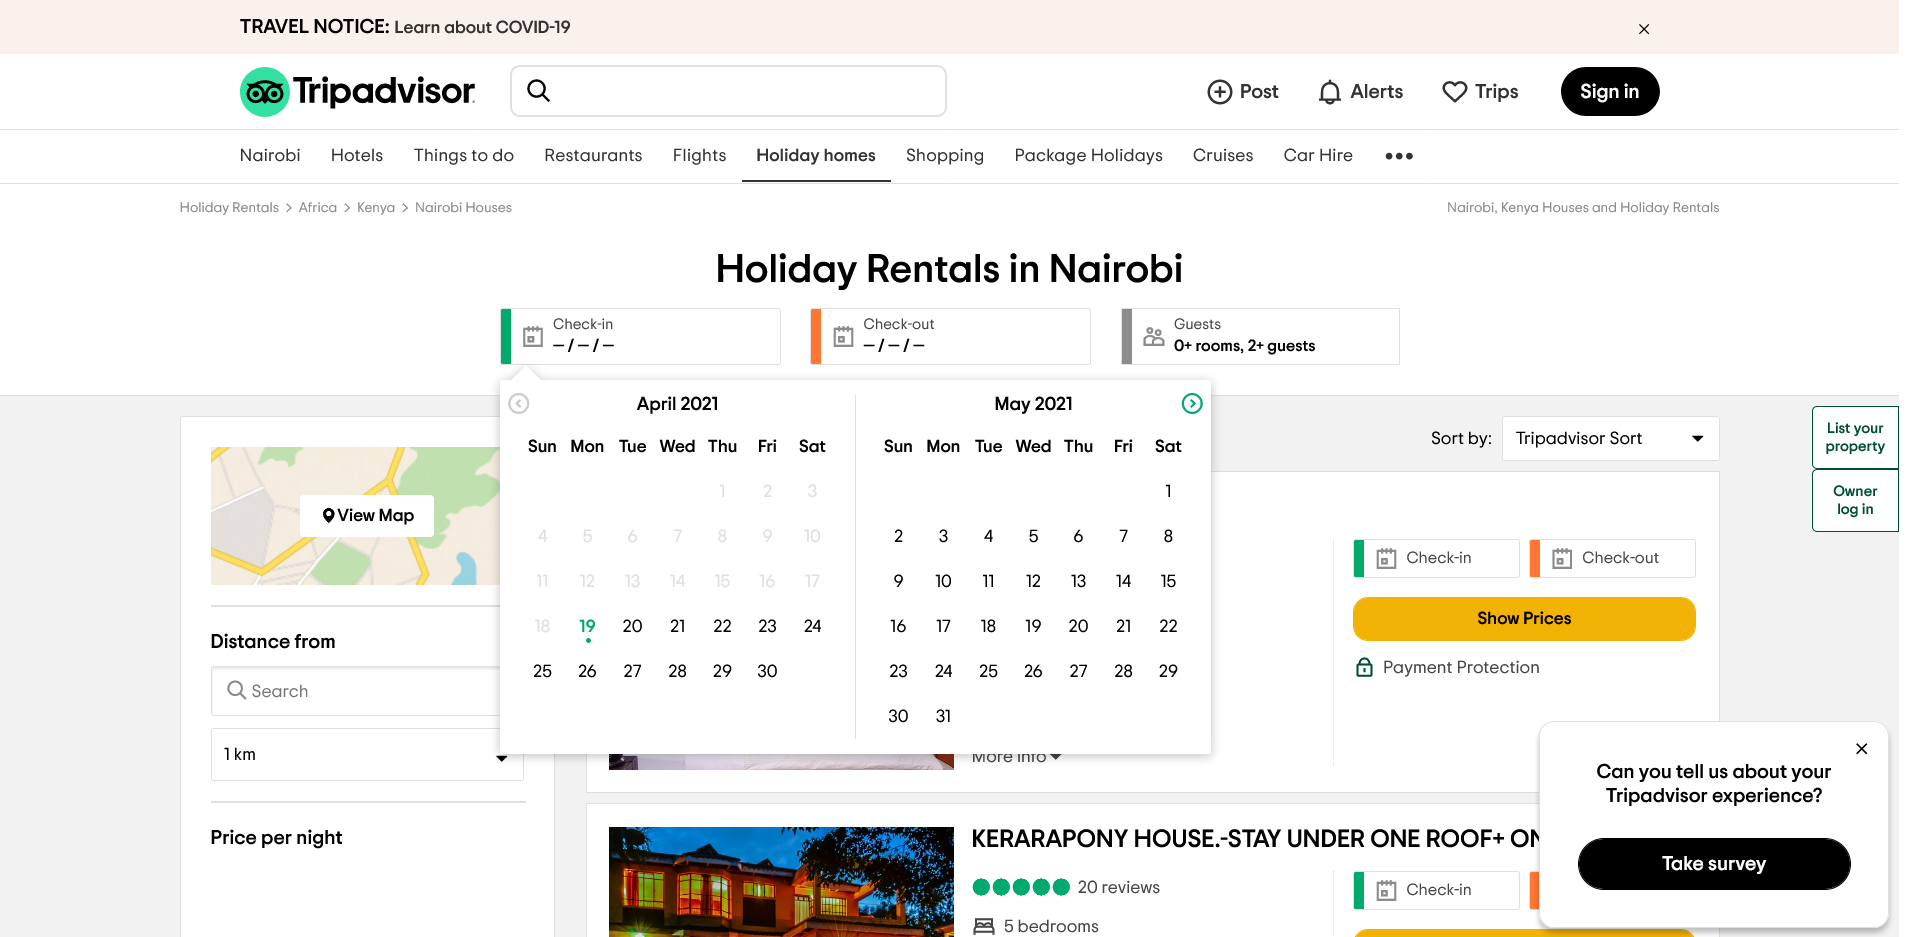 TRAVEL NOTICE: Learn about COVID-19
Tripadvisor
Post
Alerts
Trips
Sign in
Nairobi
Hotels
Things to do
Restaurants
Flights
Holiday homes
Shopping
Package Holidays
Cruises
Car Hire
Holiday Rentals > Africa > Kenya > Nairobi Houses
Nairobi, Kenya Houses and Holiday Rentals
Holiday Rentals in Nairobi
Check-in
– / – / –
Check-out
– / – / –
Guests
0+ rooms, 2+ guests
April 2021
Sun Mon Tue Wed Thu Fri Sat
1 2 3
4 5 6 7 8 9 10
11 12 13 14 15 16 17
18 19 20 21 22 23 24
25 26 27 28 29 30
May 2021
Sun Mon Tue Wed Thu Fri Sat
1
2 3 4 5 6 7 8
9 10 11 12 13 14 15
16 17 18 19 20 21 22
23 24 25 26 27 28 29
30 31
Sort by:
Tripadvisor Sort
List your
property
Owner
log in
View Map
Distance from
Search
1 km
Price per night
Check-in
Check-out
Show Prices
Payment Protection
More Info
KERARAPONY HOUSE.-STAY UNDER ONE ROOF+
20 reviews
5 bedrooms
Check-in
Can you tell us about your
Tripadvisor experience?
Take survey